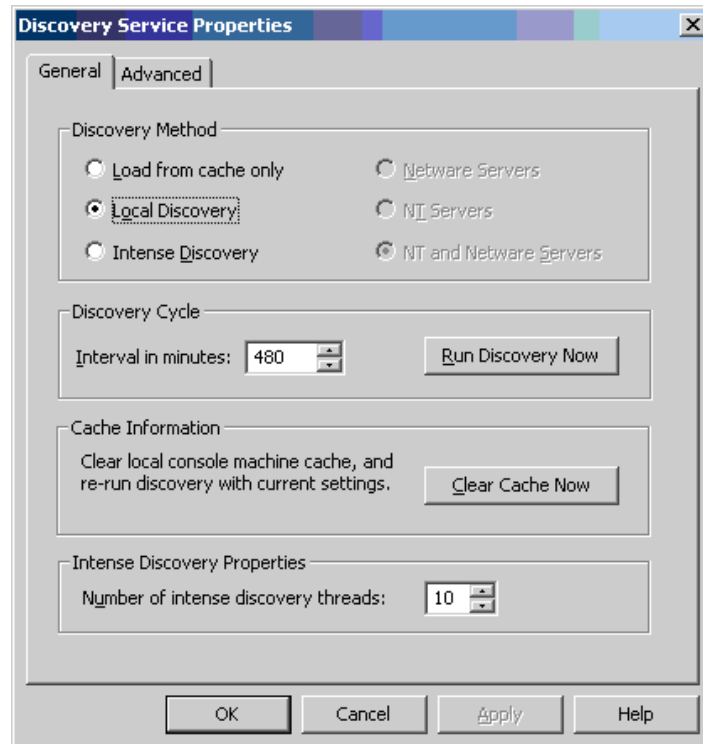 Discovery Service Properties
General Advanced
Discovery Method
Load from cache only Netware Servers
Local Discovery NT Servers
Intense Discovery NT and Netware Servers
Discovery Cycle
Interval in minutes: 480 Run Discovery Now
Cache Information
Clear local console machine cache, and
re-run discovery with current settings. Clear Cache Now
Intense Discovery Properties
Number of intense discovery threads: 10
OK Cancel Apply Help